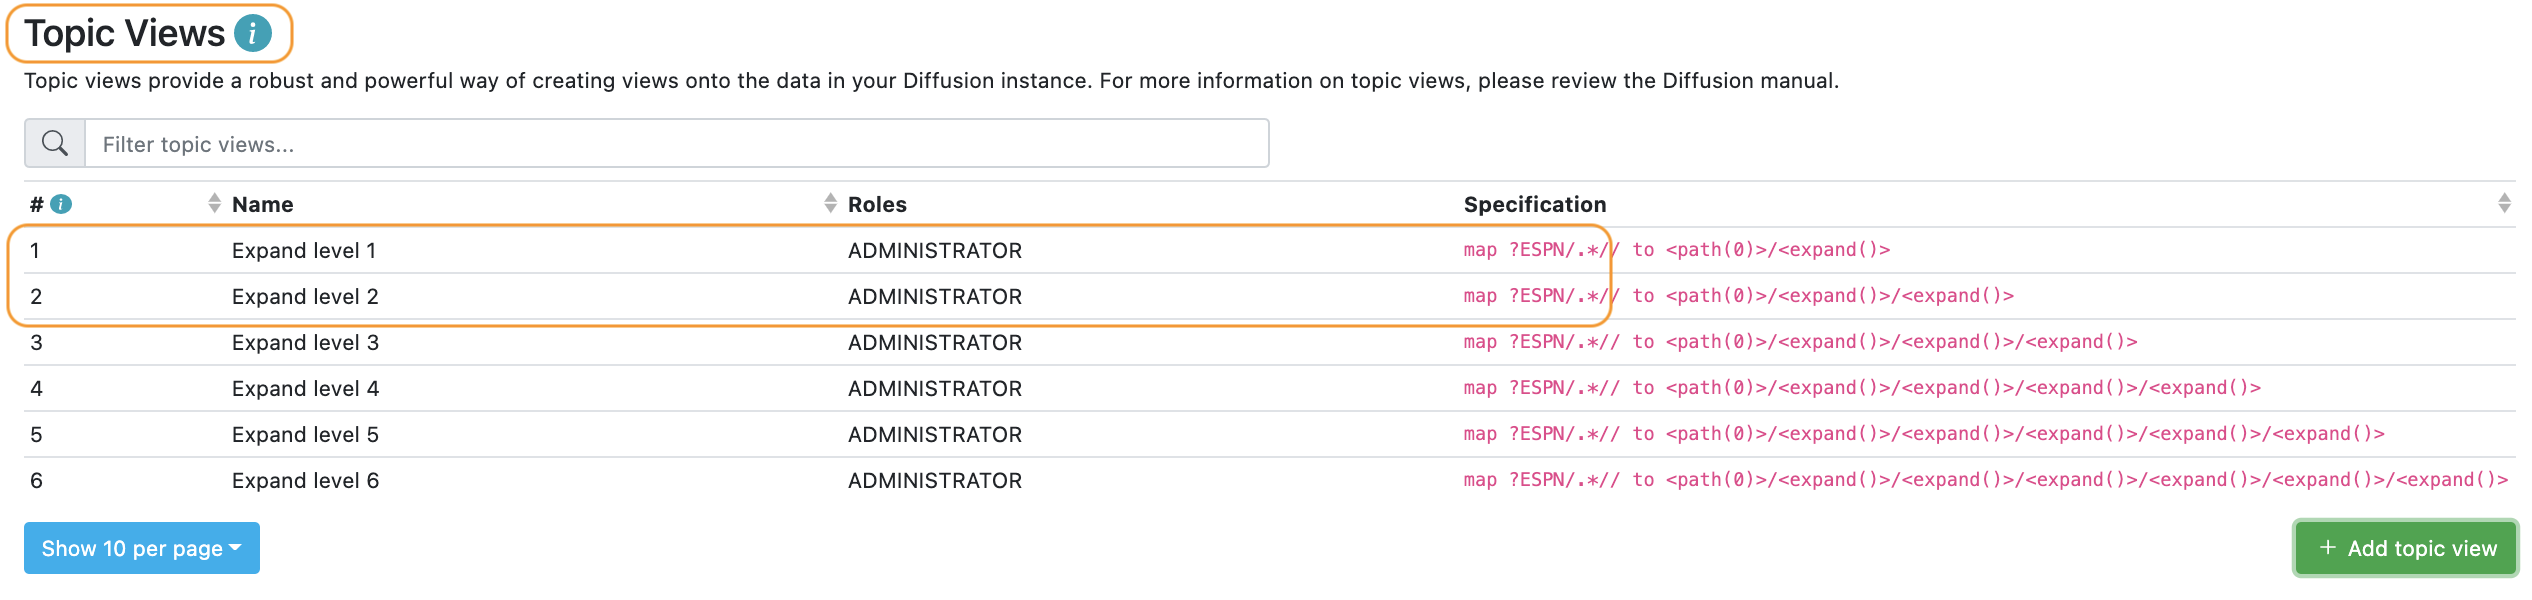 Topic Views i
Topic views provide a robust and powerful way of creating views onto the data in your Diffusion instance. For more information on topic views, please review the Diffusion manual.
Filter topic views...
# i Name Roles Specification
1 Expand level 1 ADMINISTRATOR map ?ESPN/.*// to <path(0)>/<expand()>
2 Expand level 2 ADMINISTRATOR map ?ESPN/.*// to <path(0)>/<expand()>/<expand()>
3 Expand level 3 ADMINISTRATOR map ?ESPN/.*// to <path(0)>/<expand()>/<expand()>/<expand()>
4 Expand level 4 ADMINISTRATOR map ?ESPN/.*// to <path(0)>/<expand()>/<expand()>/<expand()>/<expand()>
5 Expand level 5 ADMINISTRATOR map ?ESPN/.*// to <path(0)>/<expand()>/<expand()>/<expand()>/<expand()>/<expand()>
6 Expand level 6 ADMINISTRATOR map ?ESPN/.*// to <path(0)>/<expand()>/<expand()>/<expand()>/<expand()>/<expand()>/<expand()>
Show 10 per page + Add topic view